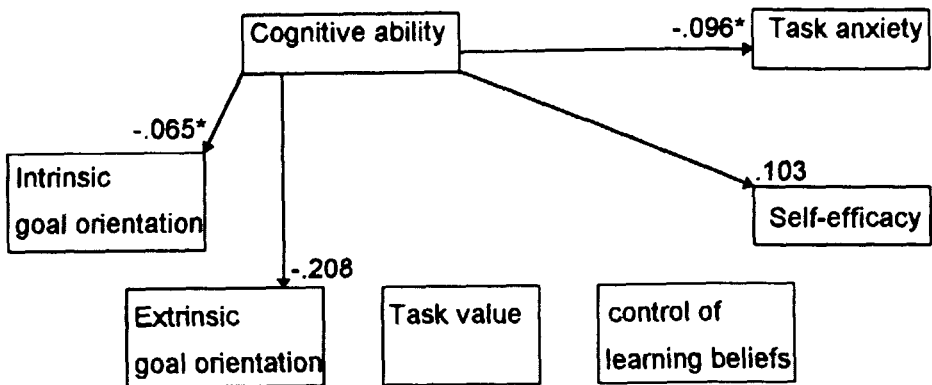 Cognitive ability
-.096*
Task anxiety
-.065*
Intrinsic
goal orientation
.103
Self-efficacy
-.208
Extrinsic
goal orientation
Task value
control of
learning beliefs